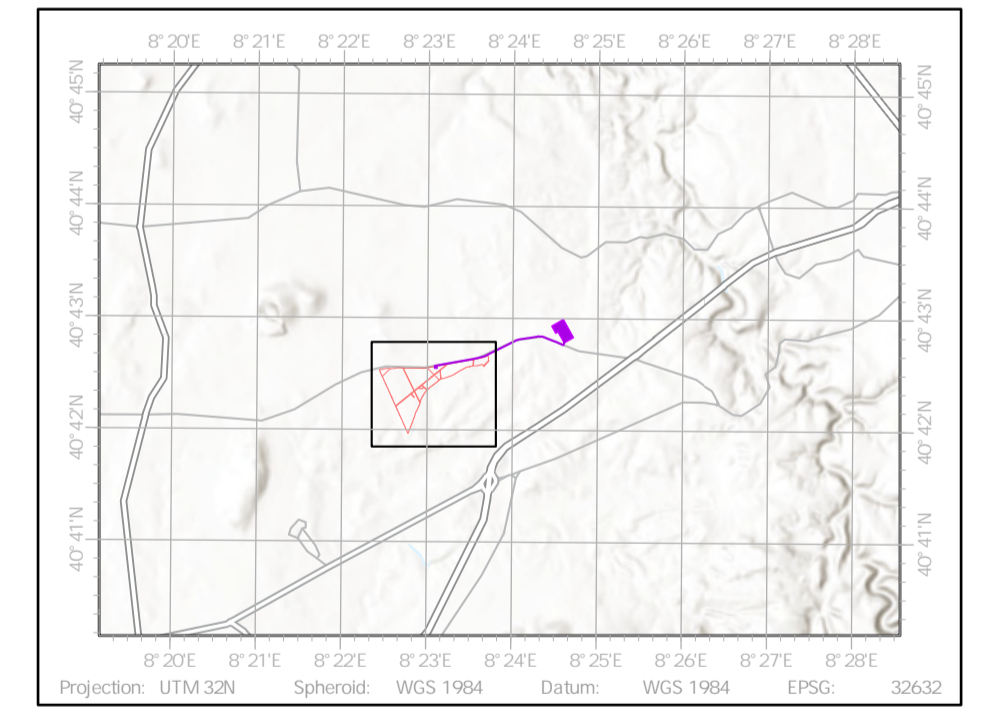 8° 20'E 8° 21'E 8° 22'E 8° 23'E 8° 24'E 8° 25'E 8° 26'E 8° 27'E 8° 28'E
40° 45'N 40° 45'N
40° 44'N 40° 44'N
40° 43'N 40° 43'N
40° 42'N 40° 42'N
40° 41'N 40° 41'N
8° 20'E 8° 21'E 8° 22'E 8° 23'E 8° 24'E 8° 25'E 8° 26'E 8° 27'E 8° 28'E
Projection: UTM 32N Spheroid: WGS 1984 Datum: WGS 1984 EPSG: 32632